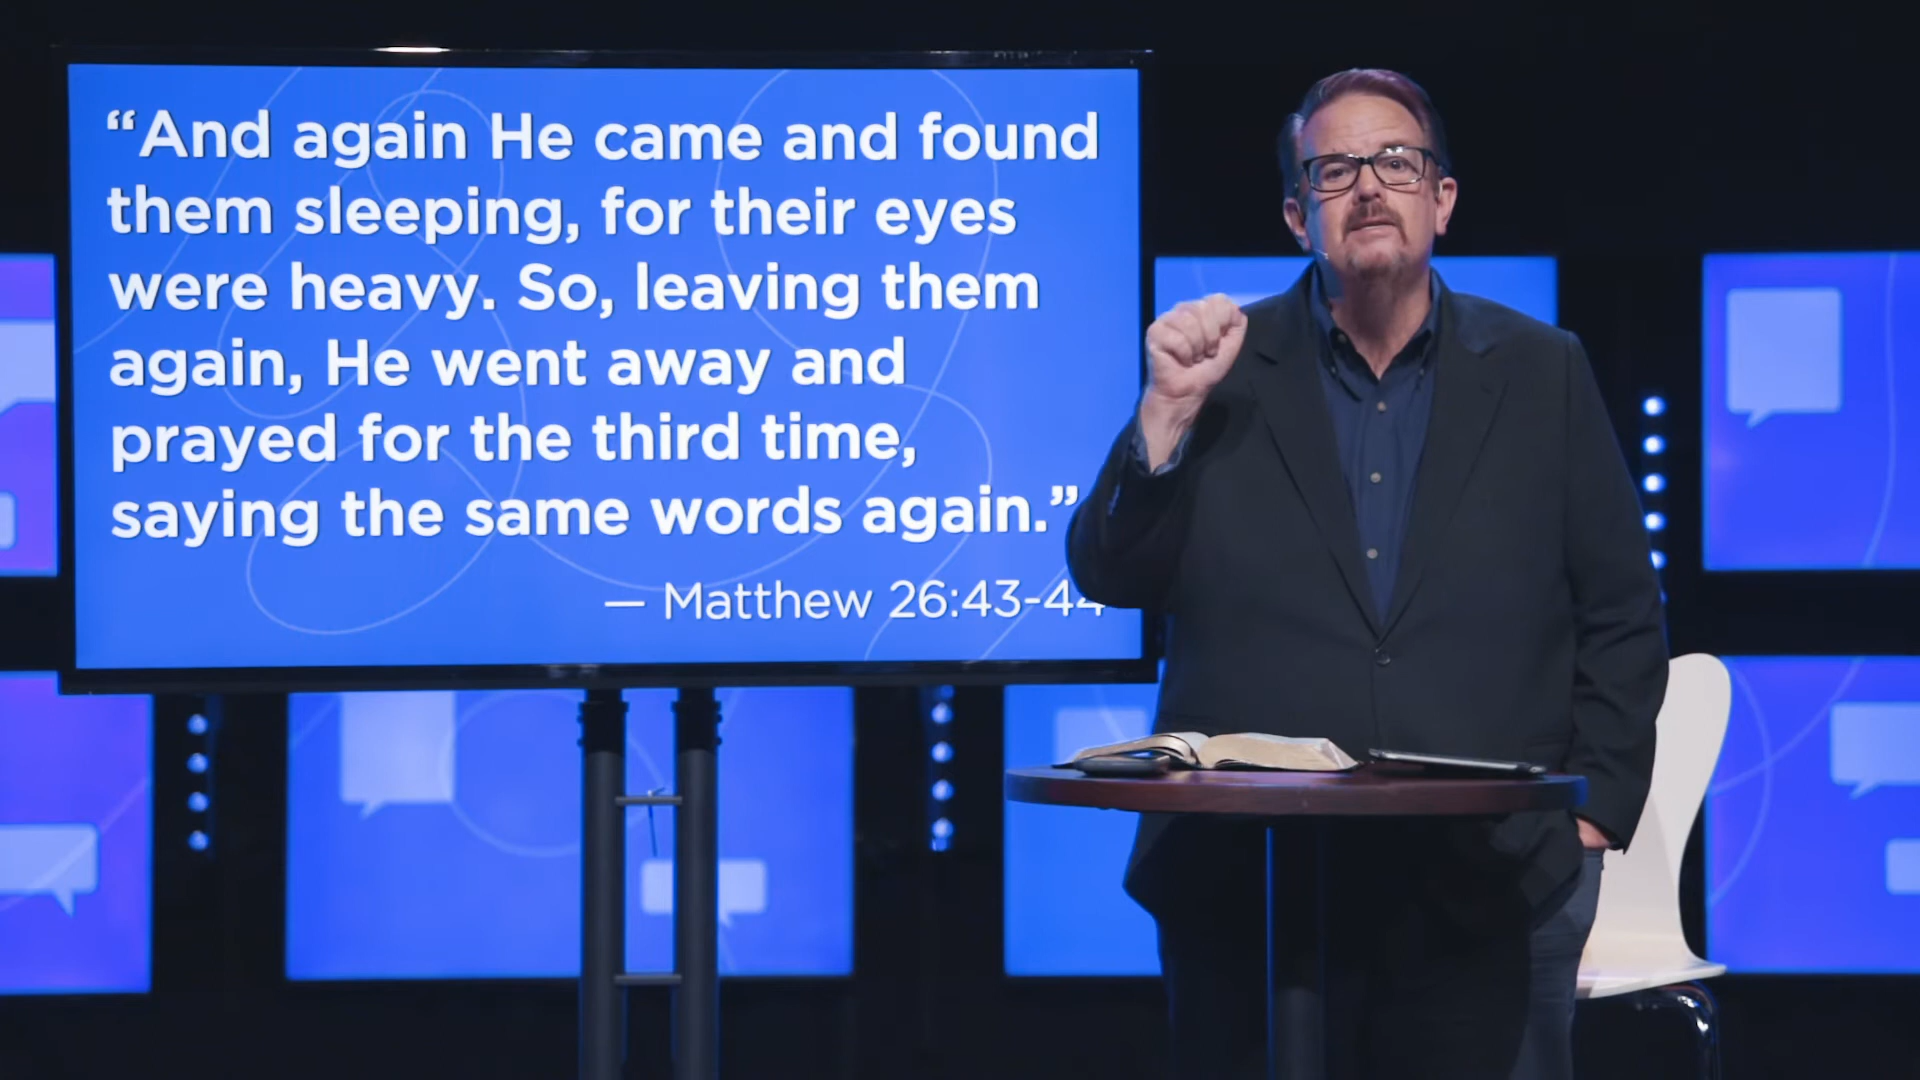 “And again He came and found
them sleeping, for their eyes
were heavy. So, leaving them
again, He went away and
prayed for the third time,
saying the same words again.”
— Matthew 26:43-44